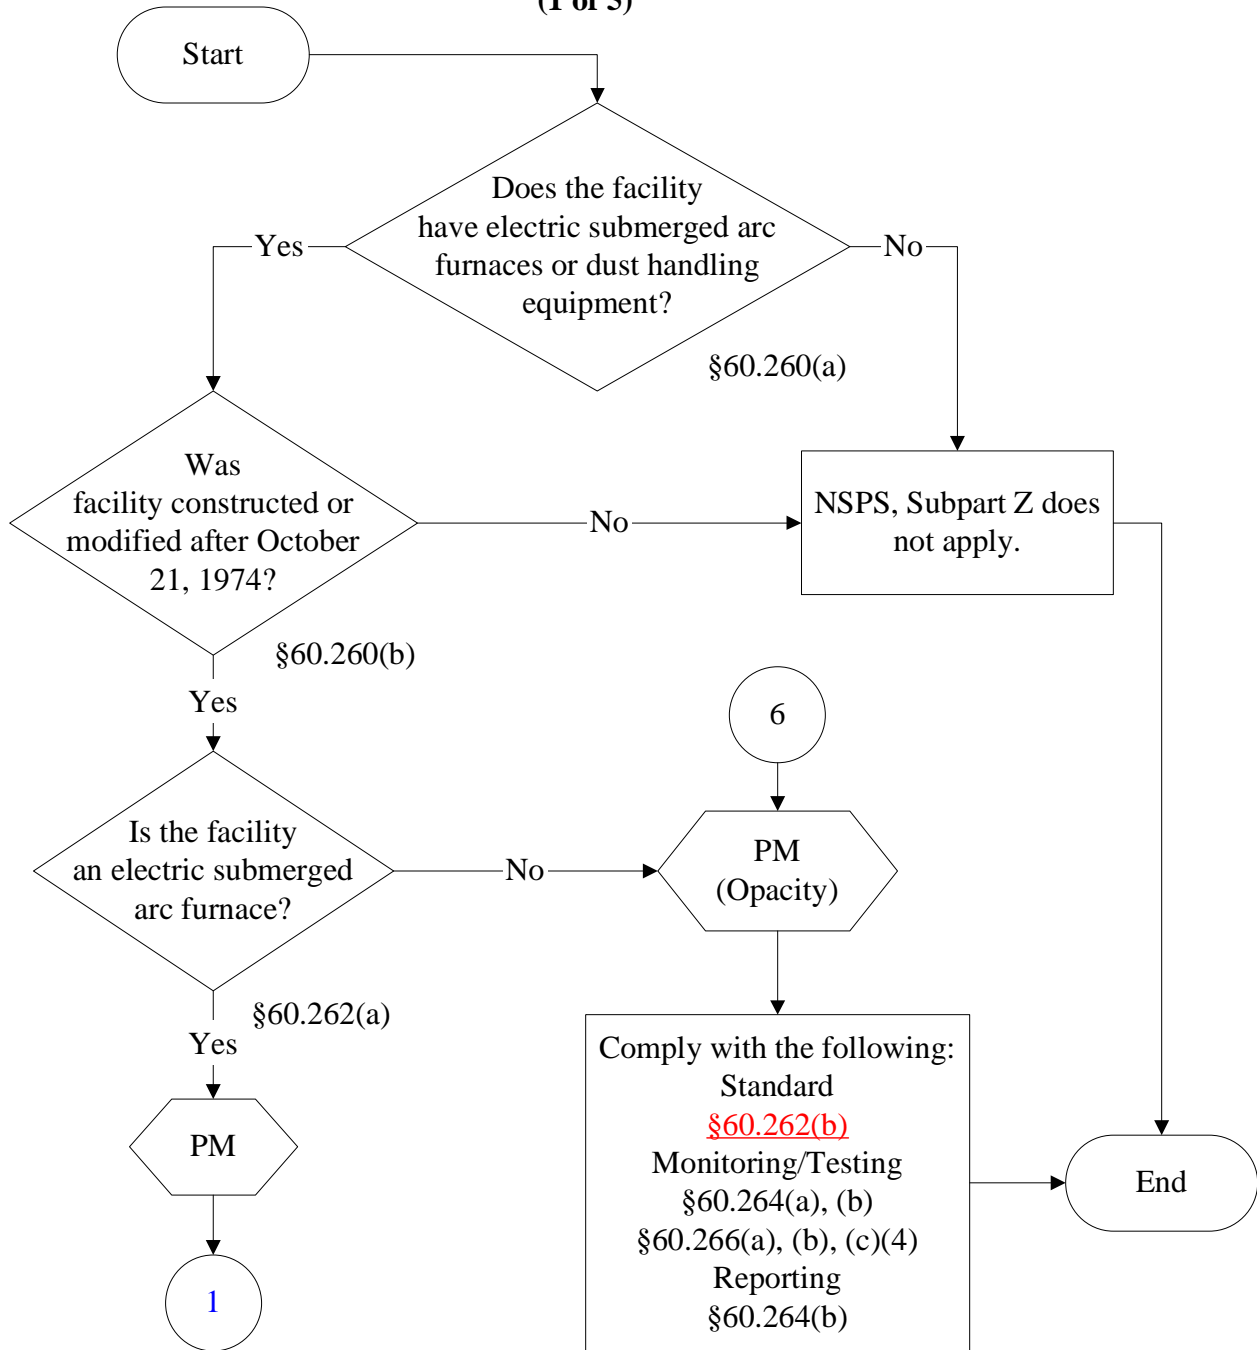 (1 of 5)
Start
Does the facility
have electric submerged arc
furnaces or dust handling
equipment?
Yes
No
§60.260(a)
Was
facility constructed or
modified after October
21, 1974?
No
NSPS, Subpart Z does
not apply.
§60.260(b)
Yes
6
Is the facility
an electric submerged
arc furnace?
No
PM
(Opacity)
§60.262(a)
Yes
PM
1
Comply with the following:
Standard
§60.262(b)
Monitoring/Testing
§60.264(a), (b)
§60.266(a), (b), (c)(4)
Reporting
§60.264(b)
End